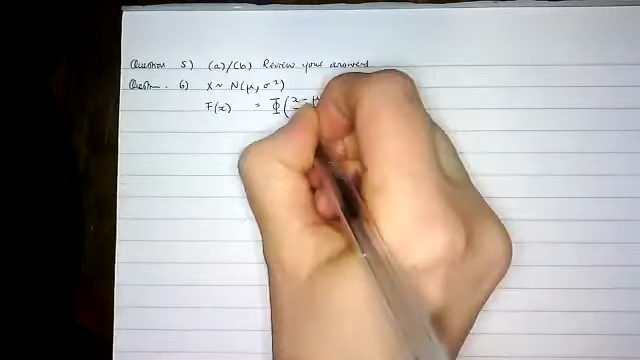 Question 5) (a)/(b) Review your answers
Question 6) X ~ N(μ, σ²)
F(x) = Φ(x - μ